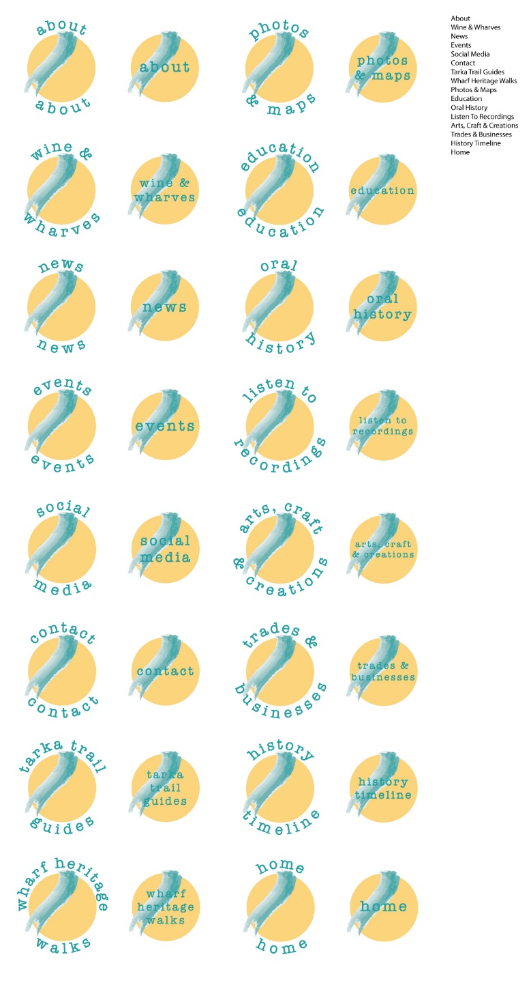 about
about
about
photos
& maps
photos
& maps
About
Wine & Wharves
News
Events
Social Media
Contact
Tarka Trail Guides
Wharf Heritage Walks
Photos & Maps
Education
Oral History
Listen To Recordings
Arts, Craft & Creations
Trades & Businesses
History Timeline
Home
wine &
wharves
wine &
wharves
education
education
education
news
news
news
oral
history
oral
history
events
events
events
listen to
recordings
listen to
recordings
social
media
social
media
arts, craft
& creations
arts, craft
& creations
contact
contact
contact
trades &
businesses
trades &
businesses
tarka trail
guides
tarka
trail
guides
history
timeline
history
timeline
wharf heritage
walks
wharf
heritage
walks
home
home
home